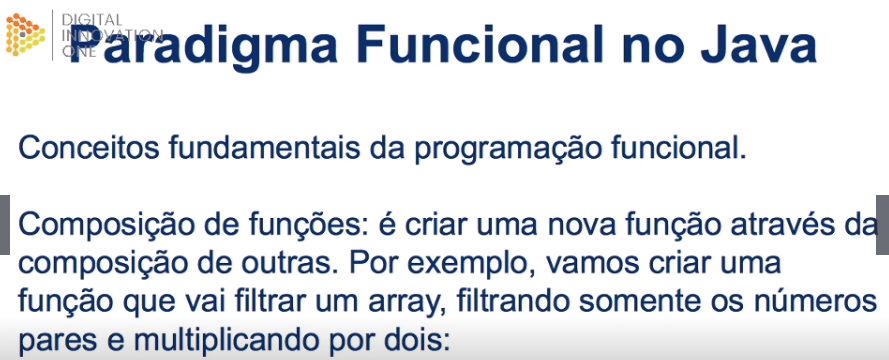 DIGITAL
INNOVATION
ONE
Paradigma Funcional no Java
Conceitos fundamentais da programação funcional.
Composição de funções: é criar uma nova função através da
composição de outras. Por exemplo, vamos criar uma
função que vai filtrar um array, filtrando somente os números
pares e multiplicando por dois: